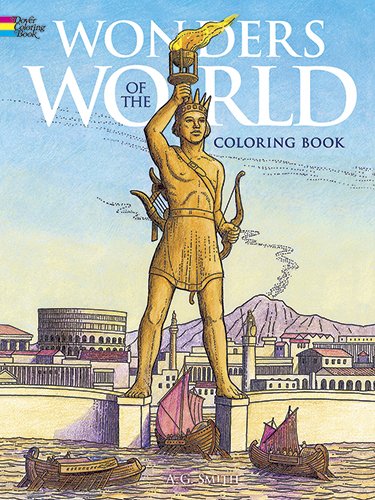 Dover
Coloring
Book
WONDERS
OF THE
WORLD
COLORING BOOK
A. G. SMITH